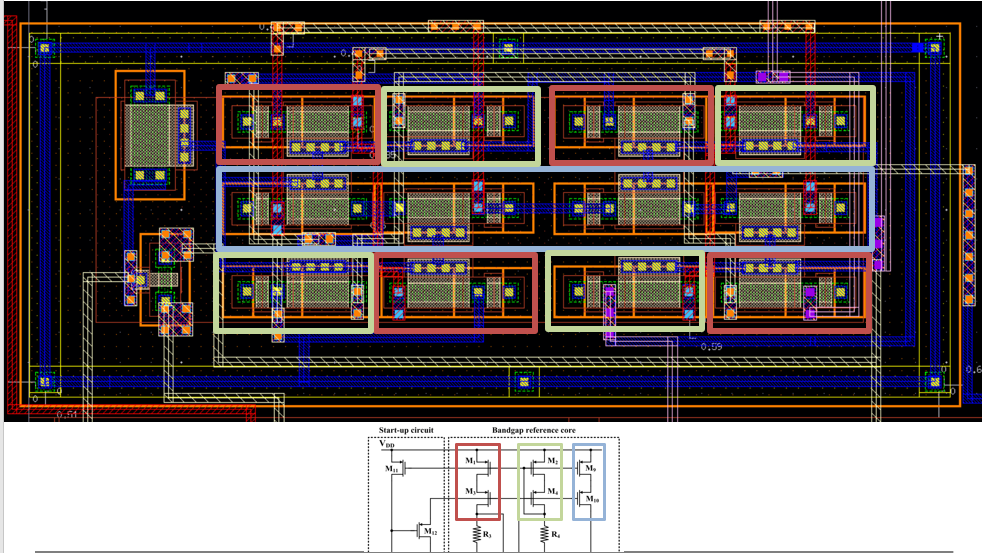 0.59
0.6
0.51
Start-up circuit Bandgap reference core
VDD
M11 M1 M2 M9
M3 M4 M10
M12 R3 R4